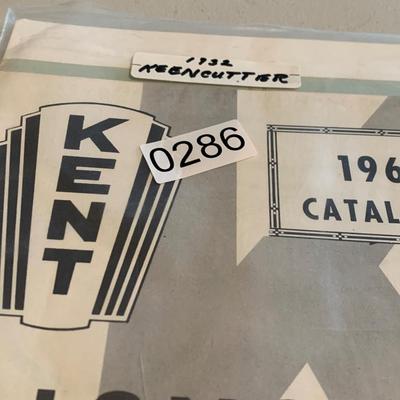 1932
KEENCUTTER
KENT
0286
196
CATAL